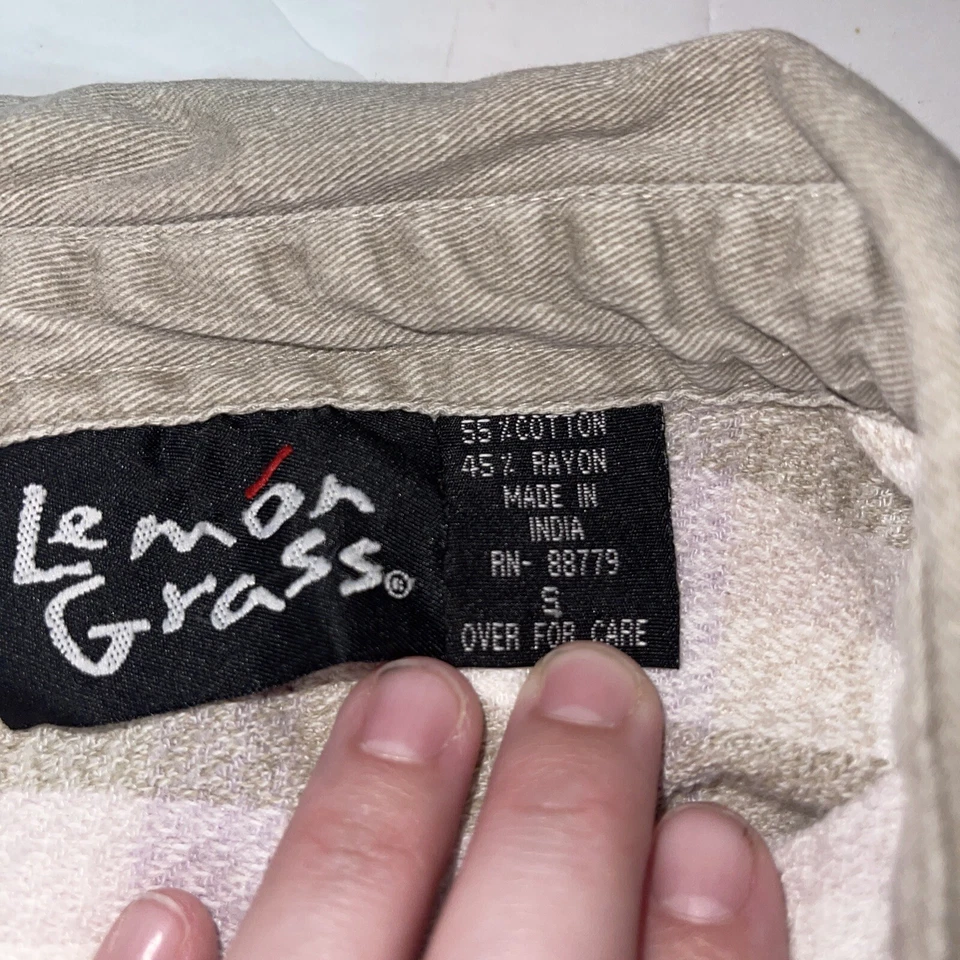 Lemon
Grass®
55%COTTON
45% RAYON
MADE IN
INDIA
RN- 88779
S
OVER FOR CARE